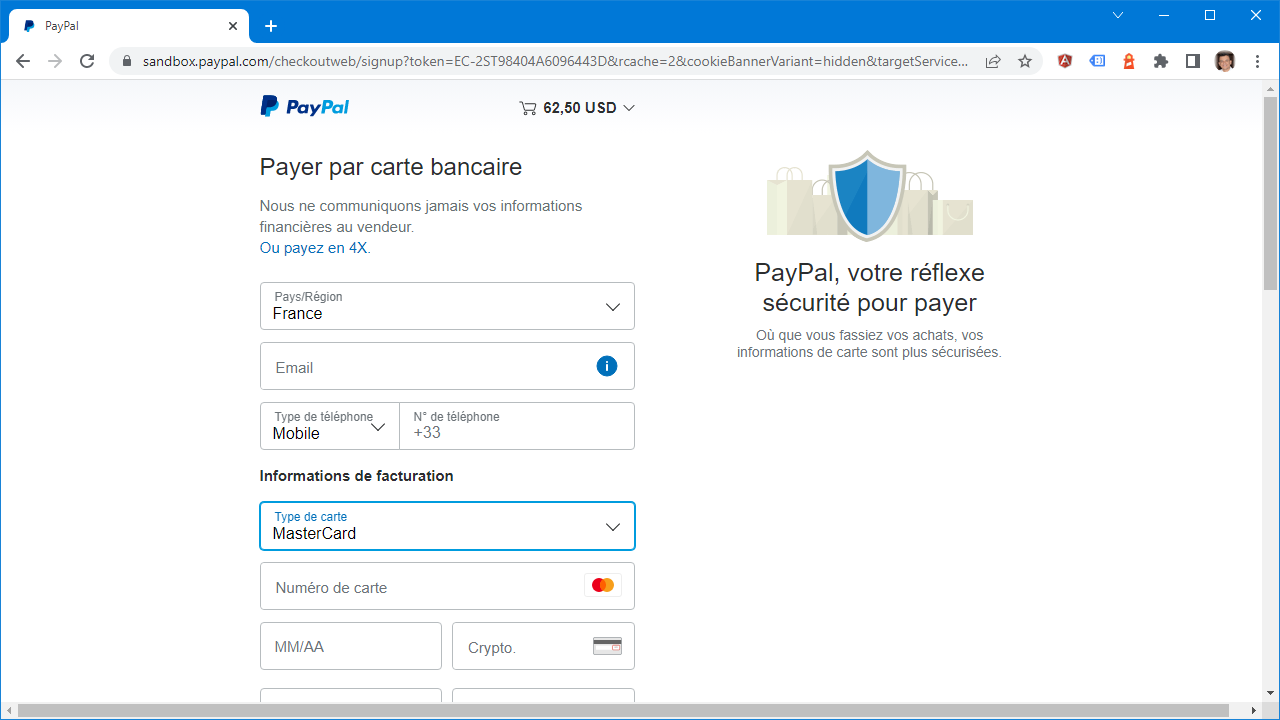 PayPal
sandbox.paypal.com/checkoutweb/signup?token=EC-2ST98404A6096443D&rcache=2&cookieBannerVariant=hidden&targetService...
PayPal
62,50 USD
Payer par carte bancaire
Nous ne communiquons jamais vos informations
financières au vendeur.
Ou payez en 4X.
Pays/Région
France
Email
i
Type de téléphone
Mobile
N° de téléphone
+33
Informations de facturation
Type de carte
MasterCard
Numéro de carte
MM/AA
Crypto.
PayPal, votre réflexe
sécurité pour payer
Où que vous fassiez vos achats, vos
informations de carte sont plus sécurisées.